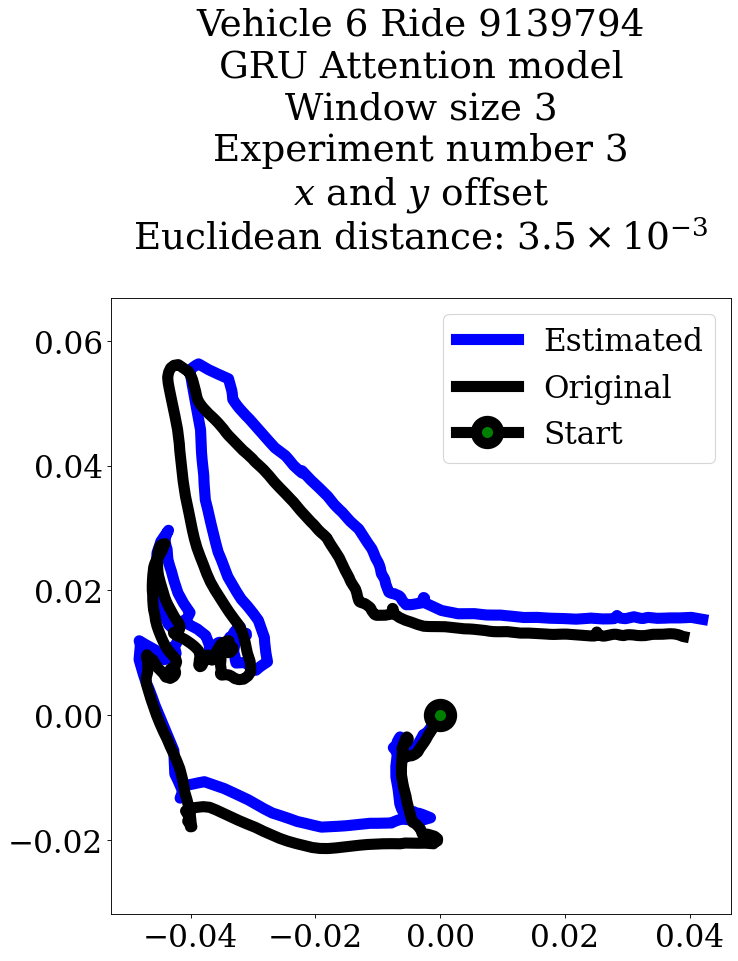 Vehicle 6 Ride 9139794
GRU Attention model
Window size 3
Experiment number 3
x and y offset
Euclidean distance: 3.5 × 10⁻³
Estimated
Original
Start
0.06
0.04
0.02
0.00
−0.02
−0.04
−0.02
0.00
0.02
0.04